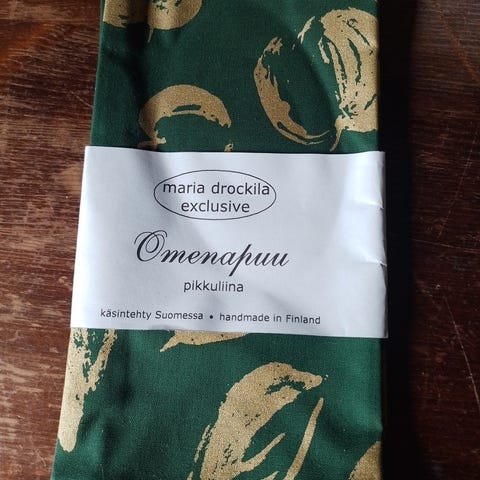 maria drockila
exclusive
Omenapuu
pikkuliina
käsintehty Suomessa • handmade in Finland